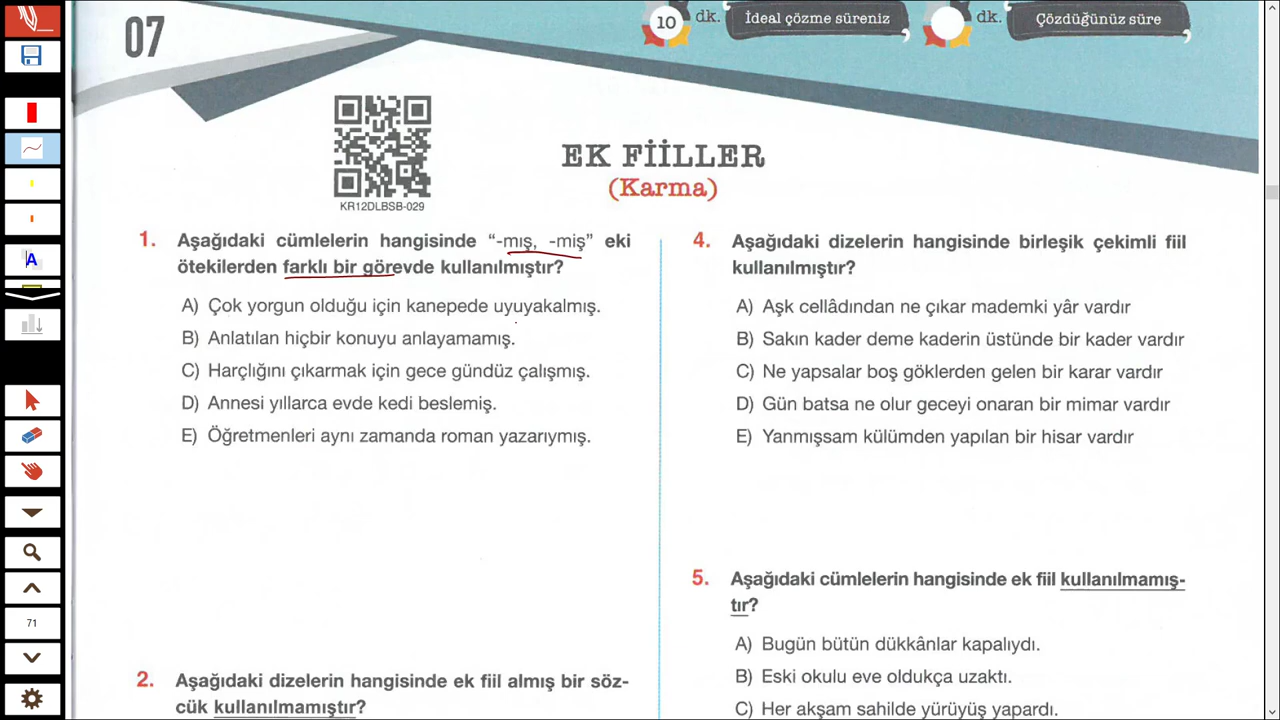 07
10 dk. İdeal çözme süreniz
dk. Çözdüğünüz süre
KR12DLBSB-029
EK FİİLLER
(Karma)
1. Aşağıdaki cümlelerin hangisinde “-mış, -miş” eki
ötekilerden farklı bir görevde kullanılmıştır?
A) Çok yorgun olduğu için kanepede uyuyakalmış.
B) Anlatılan hiçbir konuyu anlayamamış.
C) Harçlığını çıkarmak için gece gündüz çalışmış.
D) Annesi yıllarca evde kedi beslemiş.
E) Öğretmenleri aynı zamanda roman yazarıymış.
2. Aşağıdaki dizelerin hangisinde ek fiil almış bir söz-
cük kullanılmamıştır?
4. Aşağıdaki dizelerin hangisinde birleşik çekimli fiil
kullanılmıştır?
A) Aşk cellâdından ne çıkar mademki yâr vardır
B) Sakın kader deme kaderin üstünde bir kader vardır
C) Ne yapsalar boş göklerden gelen bir karar vardır
D) Gün batsa ne olur geceyi onaran bir mimar vardır
E) Yanmışsam külümden yapılan bir hisar vardır
5. Aşağıdaki cümlelerin hangisinde ek fiil kullanılmamış-
tır?
A) Bugün bütün dükkânlar kapalıydı.
B) Eski okulu eve oldukça uzaktı.
C) Her akşam sahilde yürüyüş yapardı.
A
71